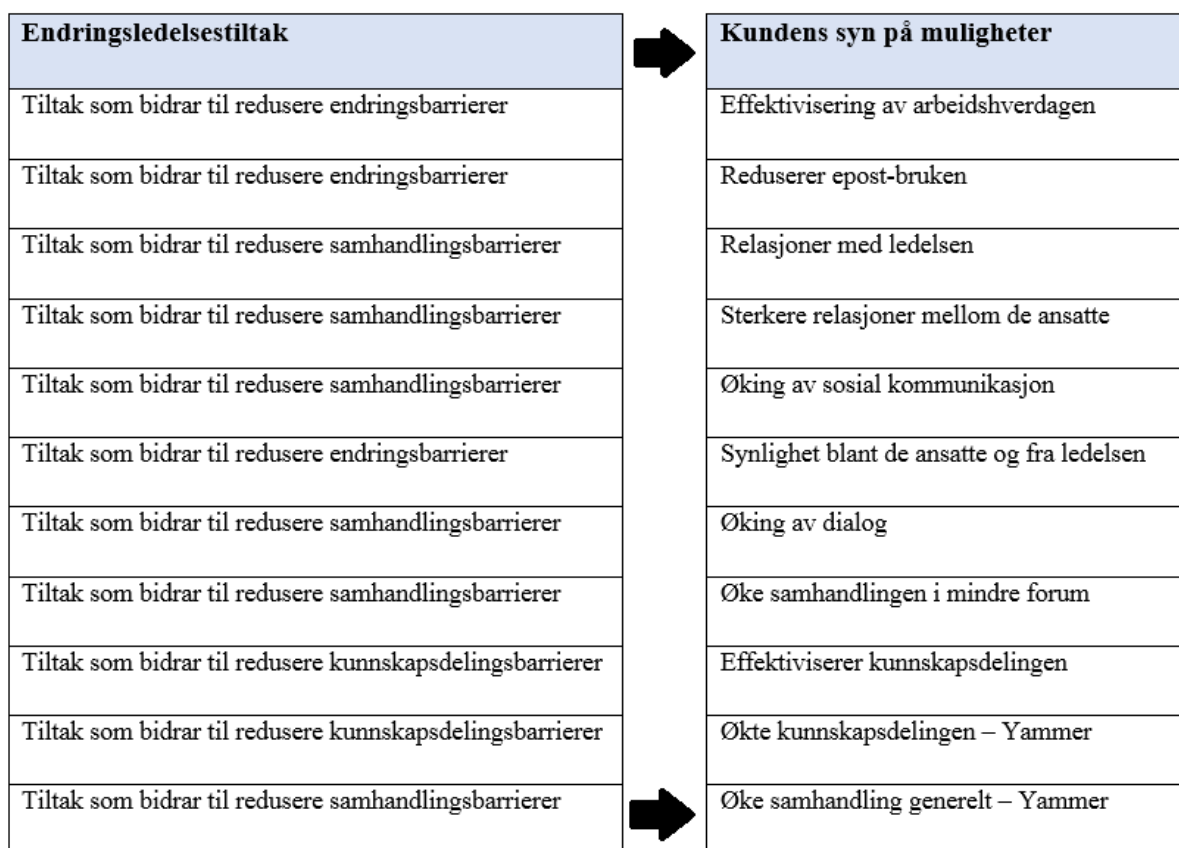 Endringsledelsestiltak
Kundens syn på muligheter
Tiltak som bidrar til redusere endringsbarrierer
Effektivisering av arbeidshverdagen
Tiltak som bidrar til redusere endringsbarrierer
Reduserer epost-bruken
Tiltak som bidrar til redusere samhandlingsbarrierer
Relasjoner med ledelsen
Tiltak som bidrar til redusere samhandlingsbarrierer
Sterkere relasjoner mellom de ansatte
Tiltak som bidrar til redusere samhandlingsbarrierer
Øking av sosial kommunikasjon
Tiltak som bidrar til redusere endringsbarrierer
Synlighet blant de ansatte og fra ledelsen
Tiltak som bidrar til redusere samhandlingsbarrierer
Øking av dialog
Tiltak som bidrar til redusere samhandlingsbarrierer
Øke samhandlingen i mindre forum
Tiltak som bidrar til redusere kunnskapsdelingsbarrierer
Effektiviserer kunnskapsdelingen
Tiltak som bidrar til redusere kunnskapsdelingsbarrierer
Økte kunnskapsdelingen – Yammer
Tiltak som bidrar til redusere samhandlingsbarrierer
Øke samhandling generelt – Yammer